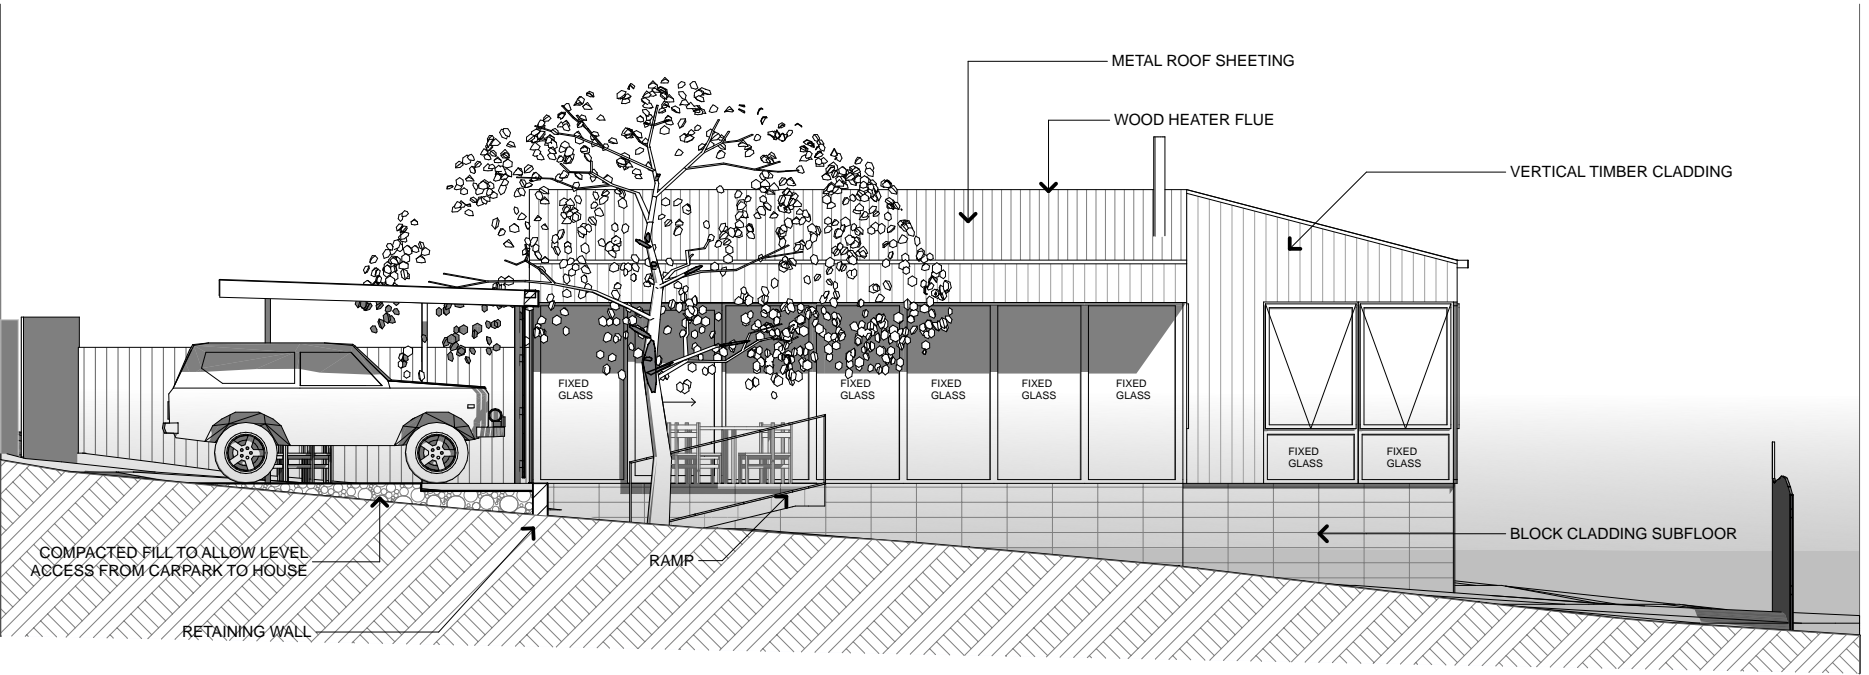 METAL ROOF SHEETING
WOOD HEATER FLUE
VERTICAL TIMBER CLADDING
FIXED
GLASS
FIXED
GLASS
FIXED
GLASS
FIXED
GLASS
FIXED
GLASS
FIXED
GLASS
FIXED
GLASS
BLOCK CLADDING SUBFLOOR
COMPACTED FILL TO ALLOW LEVEL
ACCESS FROM CARPARK TO HOUSE
RAMP
RETAINING WALL